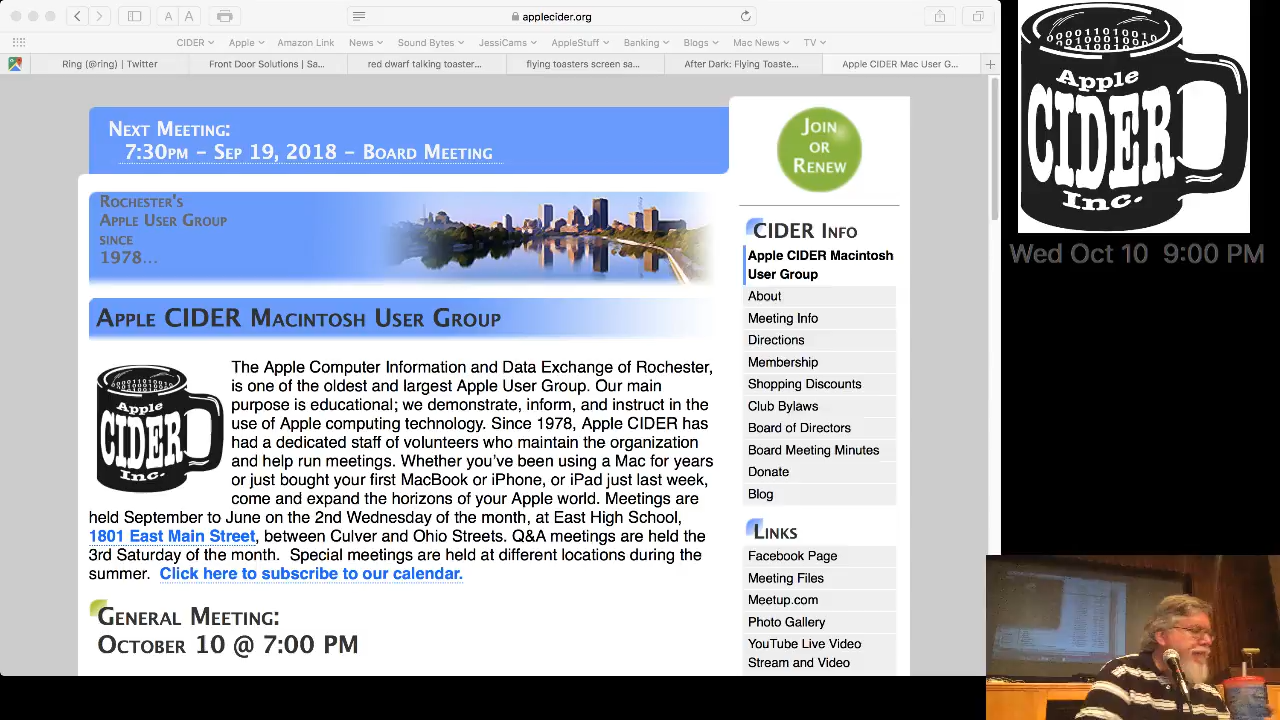 applecider.org
A A
CIDER Apple Amazon Link News Sound Bytes JessiCams AppleStuff Banking Blogs Mac News TV
Ring (@ring) | Twitter
Front Door Solutions | Sa...
red dwarf talking toaster...
flying toasters screen sa...
After Dark: Flying Toaste...
Apple CIDER Mac User G...
Next Meeting:
7:30pm – Sep 19, 2018 – Board Meeting
Join
or
Renew
Rochester's
Apple User Group
since
1978...
Apple CIDER Macintosh User Group
Apple
CIDER
Inc.
The Apple Computer Information and Data Exchange of Rochester,
is one of the oldest and largest Apple User Group. Our main
purpose is educational; we demonstrate, inform, and instruct in the
use of Apple computing technology. Since 1978, Apple CIDER has
had a dedicated staff of volunteers who maintain the organization
and help run meetings. Whether you've been using a Mac for years
or just bought your first MacBook or iPhone, or iPad just last week,
come and expand the horizons of your Apple world. Meetings are
held September to June on the 2nd Wednesday of the month, at East High School,
1801 East Main Street, between Culver and Ohio Streets. Q&A meetings are held the
3rd Saturday of the month.  Special meetings are held at different locations during the
summer.  Click here to subscribe to our calendar.
General Meeting:
October 10 @ 7:00 PM
CIDER Info
Apple CIDER Macintosh
User Group
About
Meeting Info
Directions
Membership
Shopping Discounts
Club Bylaws
Board of Directors
Board Meeting Minutes
Donate
Blog
Links
Facebook Page
Meeting Files
Meetup.com
Photo Gallery
YouTube Live Video
Stream and Video
Apple
CIDER
Inc.
Wed Oct 10 9:00 PM